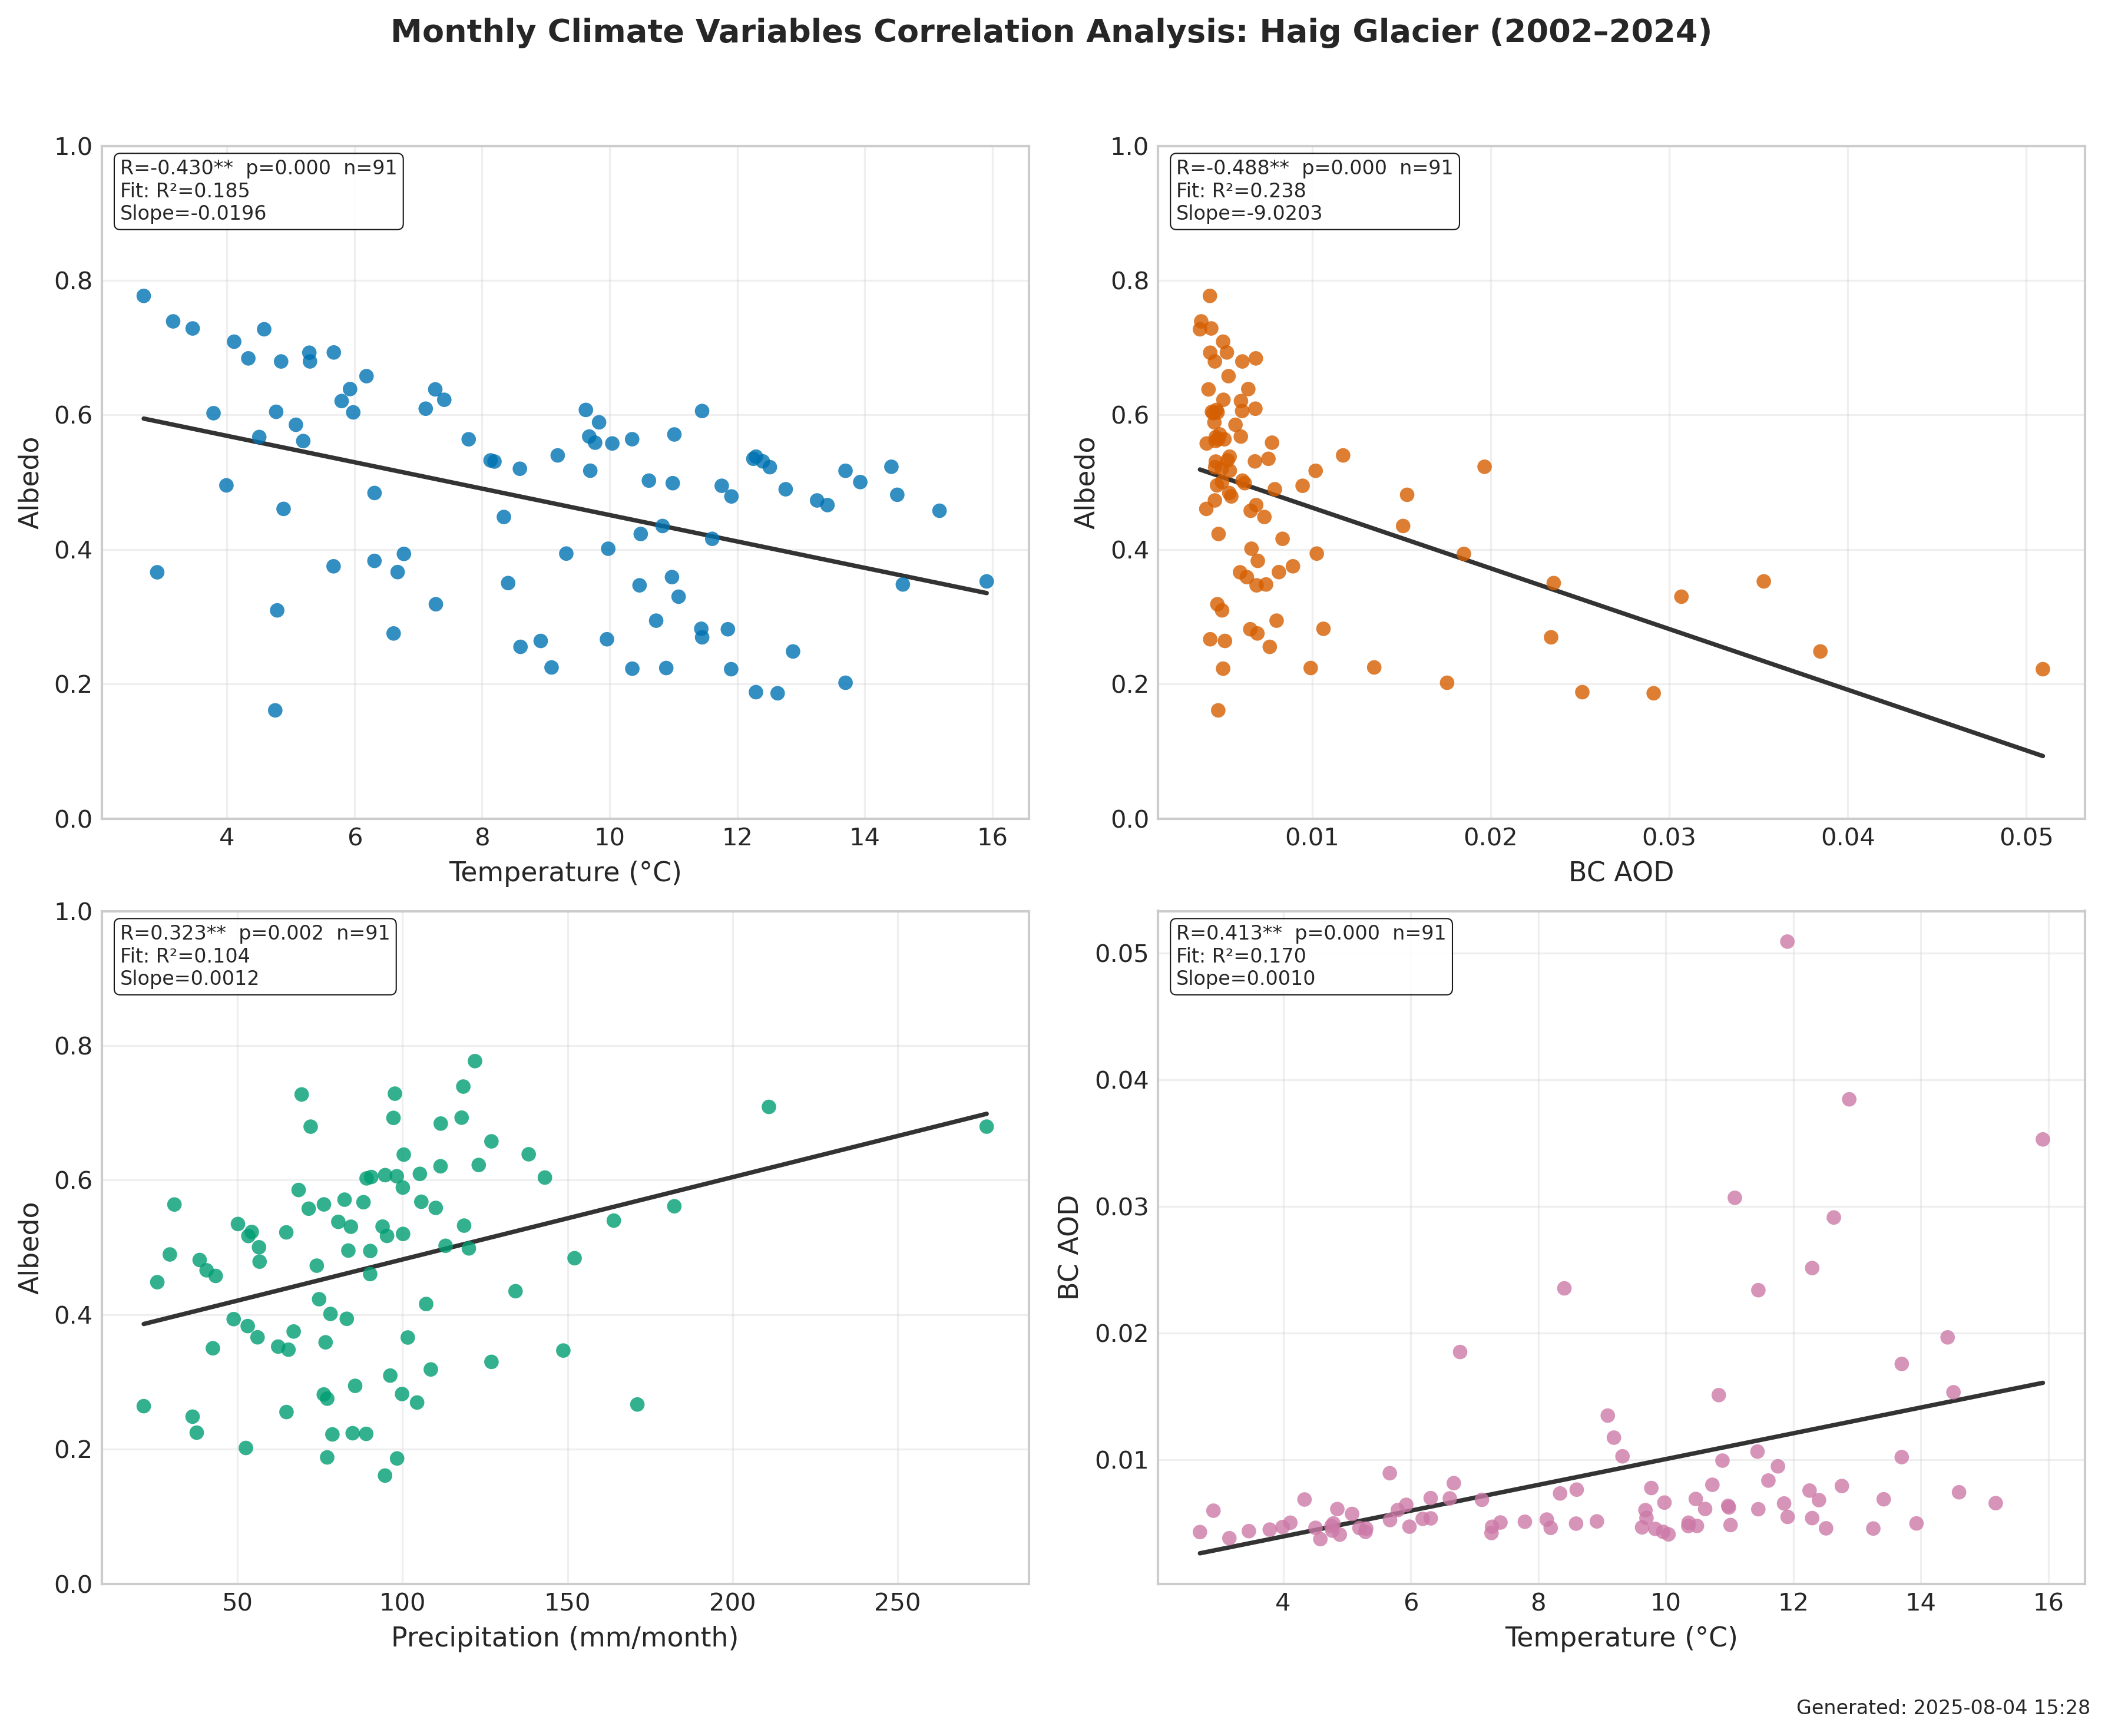 Monthly Climate Variables Correlation Analysis: Haig Glacier (2002–2024)
R=-0.430**  p=0.000  n=91
Fit: R²=0.185
Slope=-0.0196
1.0
0.8
0.6
0.4
0.2
0.0
Albedo
4 6 8 10 12 14 16
Temperature (°C)
R=-0.488**  p=0.000  n=91
Fit: R²=0.238
Slope=-9.0203
1.0
0.8
0.6
0.4
0.2
0.0
Albedo
0.01 0.02 0.03 0.04 0.05
BC AOD
R=0.323**  p=0.002  n=91
Fit: R²=0.104
Slope=0.0012
1.0
0.8
0.6
0.4
0.2
0.0
Albedo
50 100 150 200 250
Precipitation (mm/month)
R=0.413**  p=0.000  n=91
Fit: R²=0.170
Slope=0.0010
0.05
0.04
0.03
0.02
0.01
BC AOD
4 6 8 10 12 14 16
Temperature (°C)
Generated: 2025-08-04 15:28